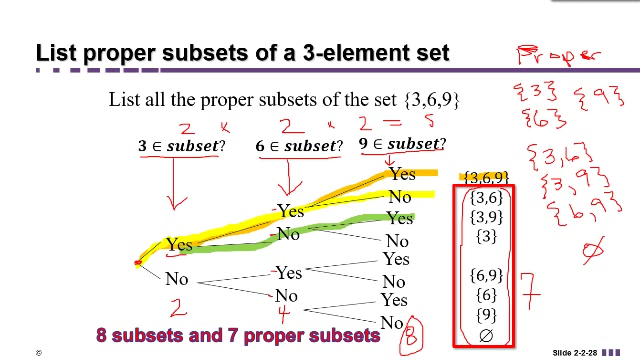 List proper subsets of a 3-element set
Proper
List all the proper subsets of the set {3,6,9}
{3} {9}
{6}
2 × 2 × 2 = 8
3 ∈ subset? 6 ∈ subset? 9 ∈ subset?
{3,6}
{3,9}
{6,9}
∅
Yes {3,6,9}
Yes No {3,6}
Yes {3,9}
Yes No No {3}
Yes {6,9}
No Yes No {6}
No Yes {9}
No ∅
2 4 8 7
8 subsets and 7 proper subsets
© Slide 2-2-28